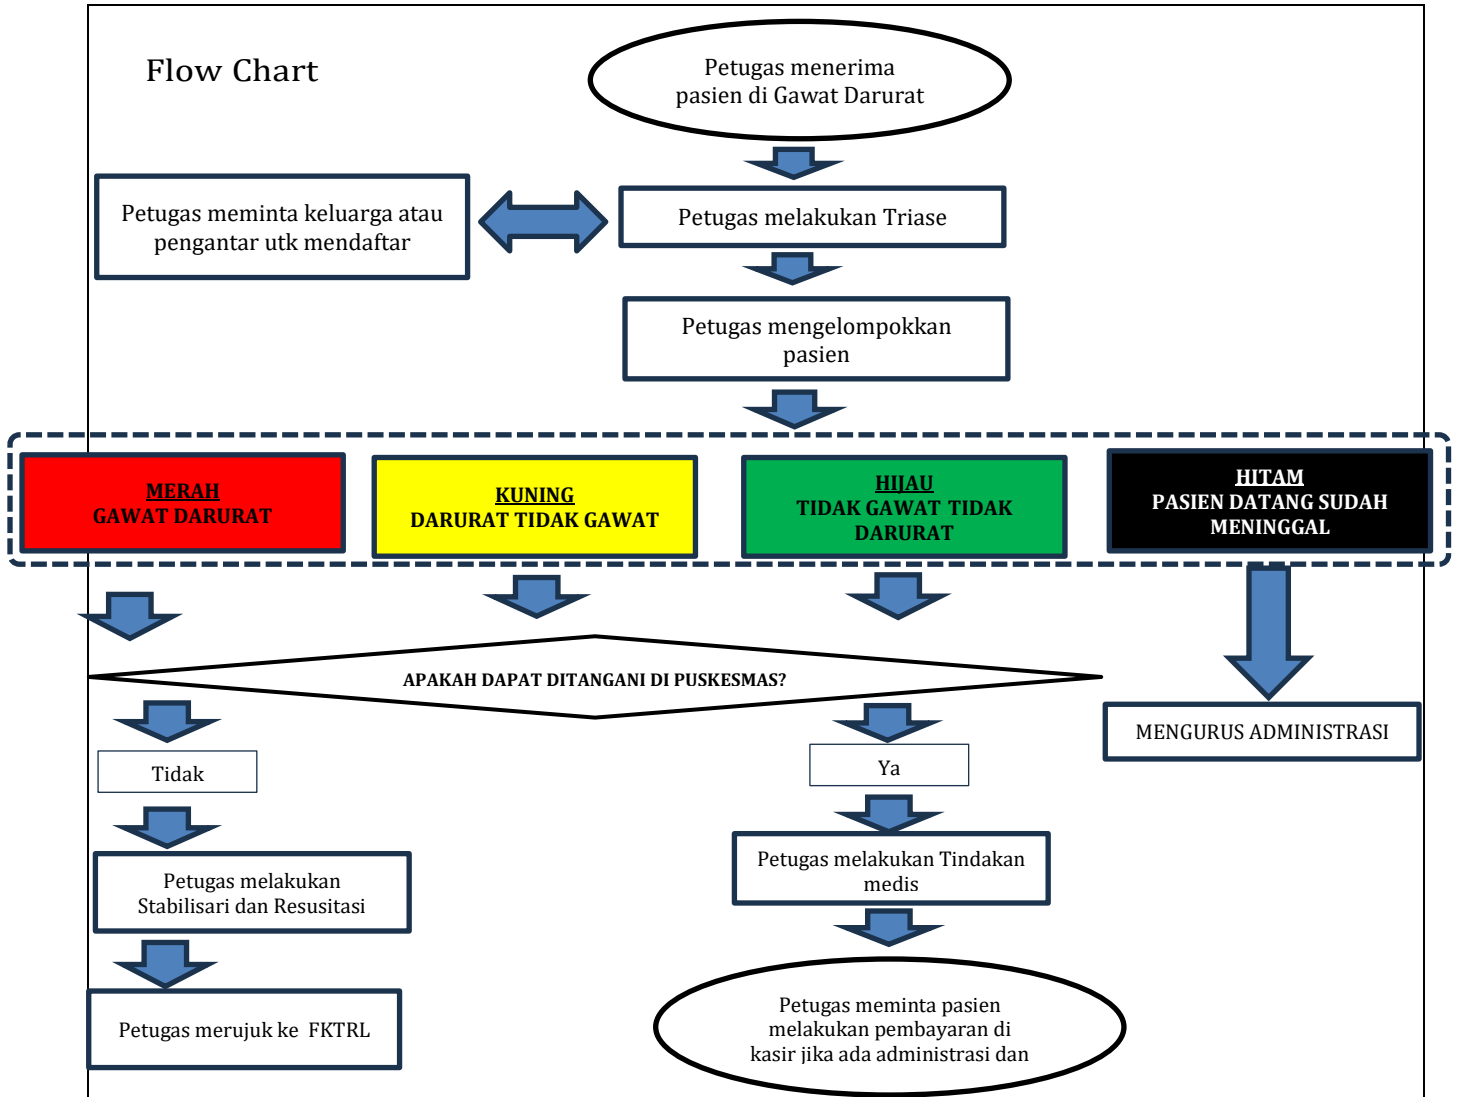 Flow Chart
Petugas menerima
pasien di Gawat Darurat
Petugas meminta keluarga atau
pengantar utk mendaftar
Petugas melakukan Triase
Petugas mengelompokkan
pasien
MERAH
GAWAT DARURAT
KUNING
DARURAT TIDAK GAWAT
HIJAU
TIDAK GAWAT TIDAK
DARURAT
HITAM
PASIEN DATANG SUDAH
MENINGGAL
APAKAH DAPAT DITANGANI DI PUSKESMAS?
MENGURUS ADMINISTRASI
Tidak
Ya
Petugas melakukan
Stabilisari dan Resusitasi
Petugas melakukan Tindakan
medis
Petugas merujuk ke FKTRL
Petugas meminta pasien
melakukan pembayaran di
kasir jika ada administrasi dan